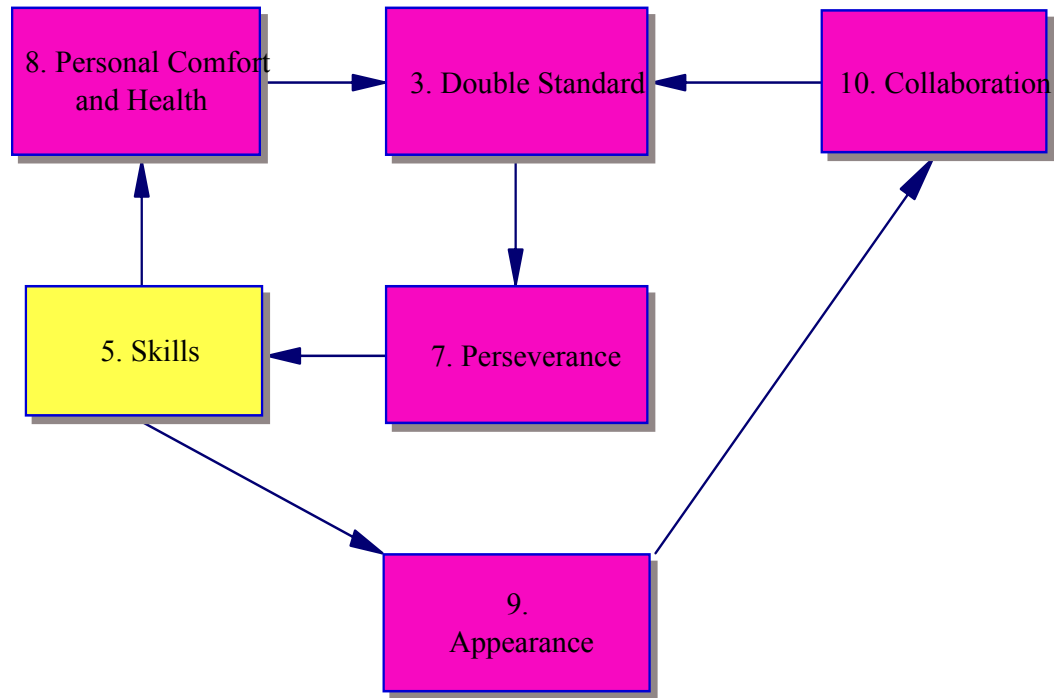 8. Personal Comfort
and Health
3. Double Standard
10. Collaboration
5. Skills
7. Perseverance
9.
Appearance